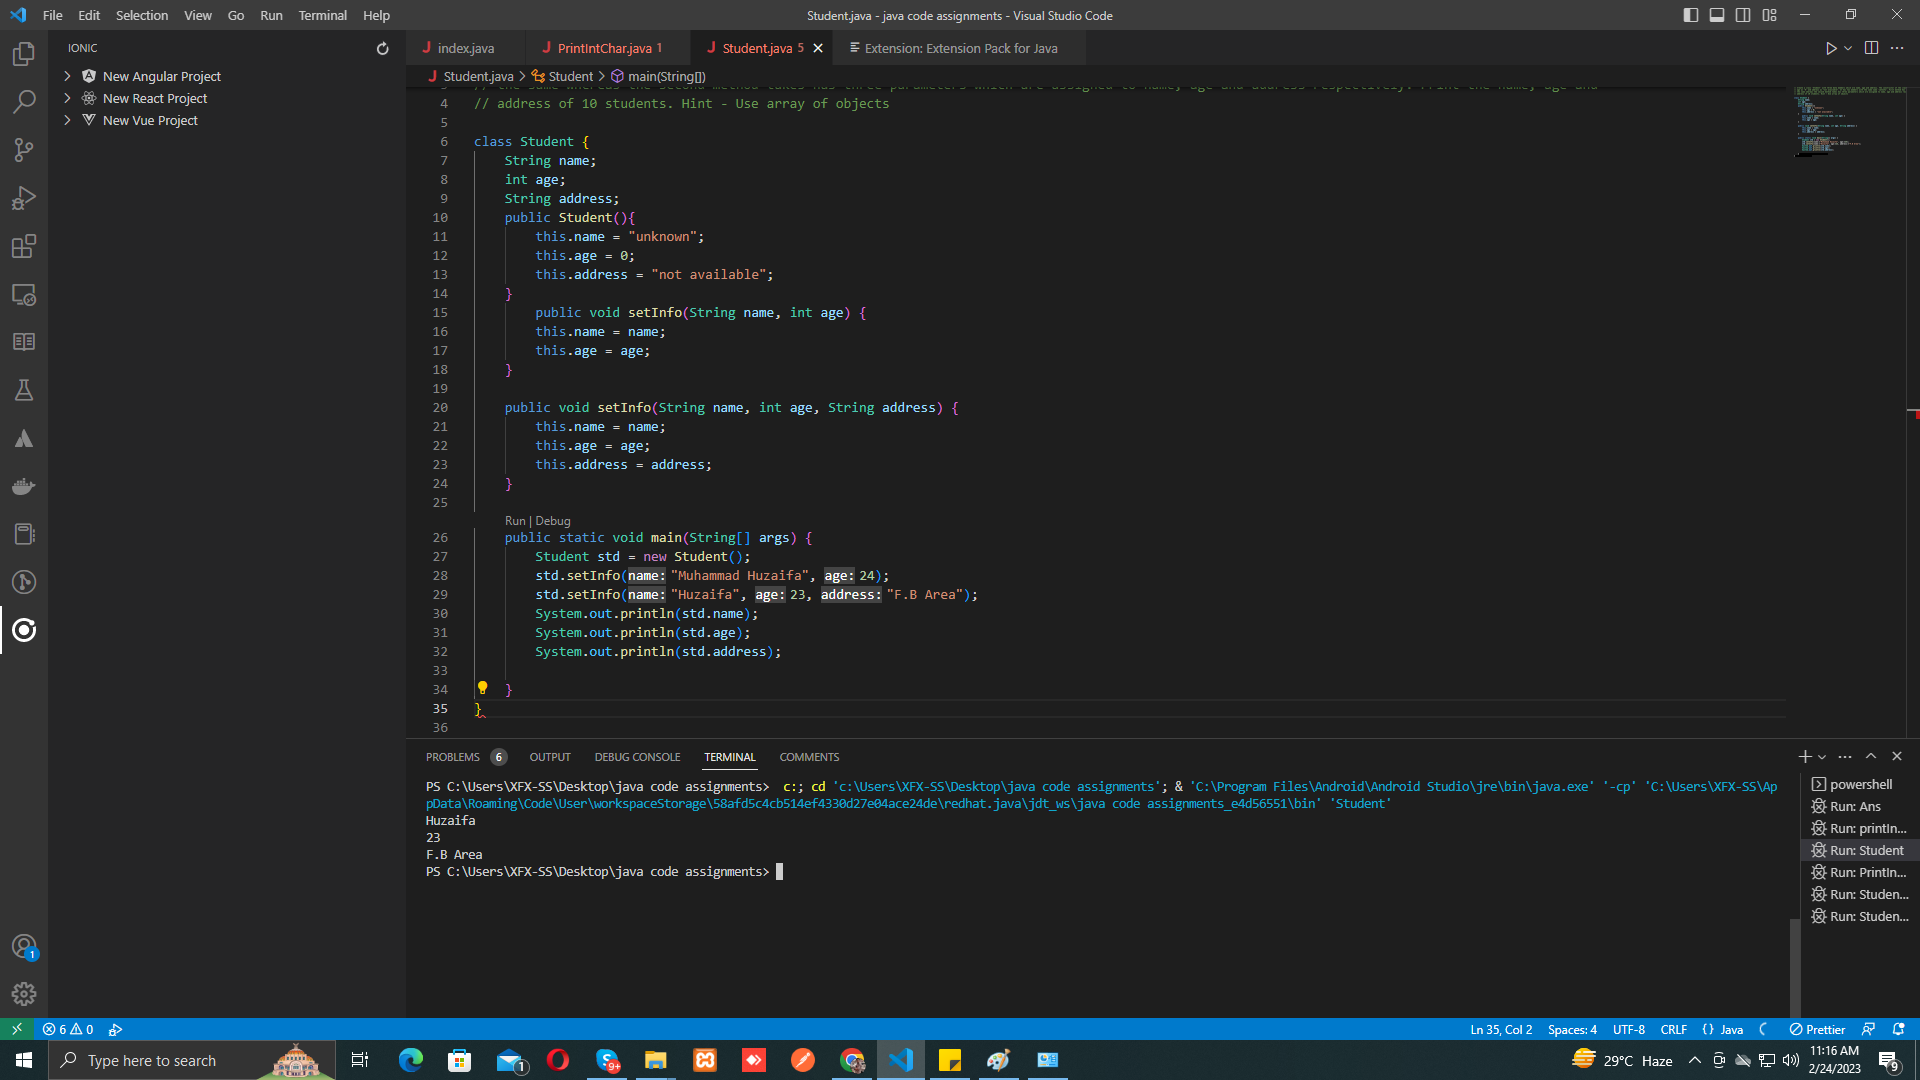 File Edit Selection View Go Run Terminal Help
Student.java - java code assignments - Visual Studio Code
IONIC
New Angular Project
New React Project
New Vue Project
index.java PrintIntChar.java 1 Student.java 5 Extension: Extension Pack for Java
Student.java > Student > main(String[])
4 // address of 10 students. Hint - Use array of objects
5
6 class Student {
7 String name;
8 int age;
9 String address;
10 public Student(){
11 this.name = "unknown";
12 this.age = 0;
13 this.address = "not available";
14 }
15 public void setInfo(String name, int age) {
16 this.name = name;
17 this.age = age;
18 }
19
20 public void setInfo(String name, int age, String address) {
21 this.name = name;
22 this.age = age;
23 this.address = address;
24 }
25
Run | Debug
26 public static void main(String[] args) {
27 Student std = new Student();
28 std.setInfo(name: "Muhammad Huzaifa", age: 24);
29 std.setInfo(name: "Huzaifa", age: 23, address: "F.B Area");
30 System.out.println(std.name);
31 System.out.println(std.age);
32 System.out.println(std.address);
33
34 }
35 }
36
PROBLEMS 6 OUTPUT DEBUG CONSOLE TERMINAL COMMENTS
PS C:\Users\XFX-SS\Desktop\java code assignments> c:; cd 'c:\Users\XFX-SS\Desktop\java code assignments'; & 'C:\Program Files\Android\Android Studio\jre\bin\java.exe' '-cp' 'C:\Users\XFX-SS\Ap
pData\Roaming\Code\User\workspaceStorage\58afd5c4cb514ef4330d27e04ace24de\redhat.java\jdt_ws\java code assignments_e4d56551\bin' 'Student'
Huzaifa
23
F.B Area
PS C:\Users\XFX-SS\Desktop\java code assignments>
powershell
Run: Ans
Run: println...
Run: Student
Run: PrintIn...
Run: Studen...
Run: Studen...
1
6 0
Ln 35, Col 2 Spaces: 4 UTF-8 CRLF {} Java Prettier
Type here to search
1
9+
29°C Haze
11:16 AM
2/24/2023
9